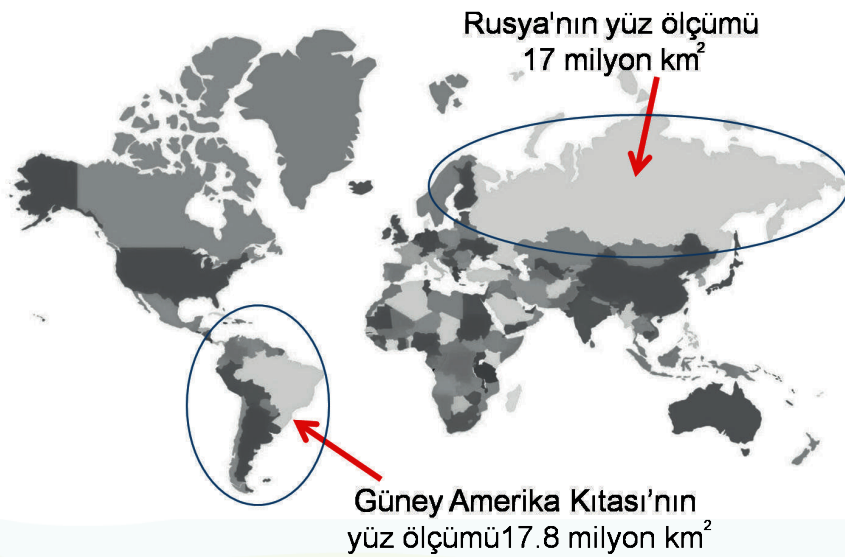 Rusya'nın yüz ölçümü
17 milyon km²
Güney Amerika Kıtası’nın
yüz ölçümü17.8 milyon km²